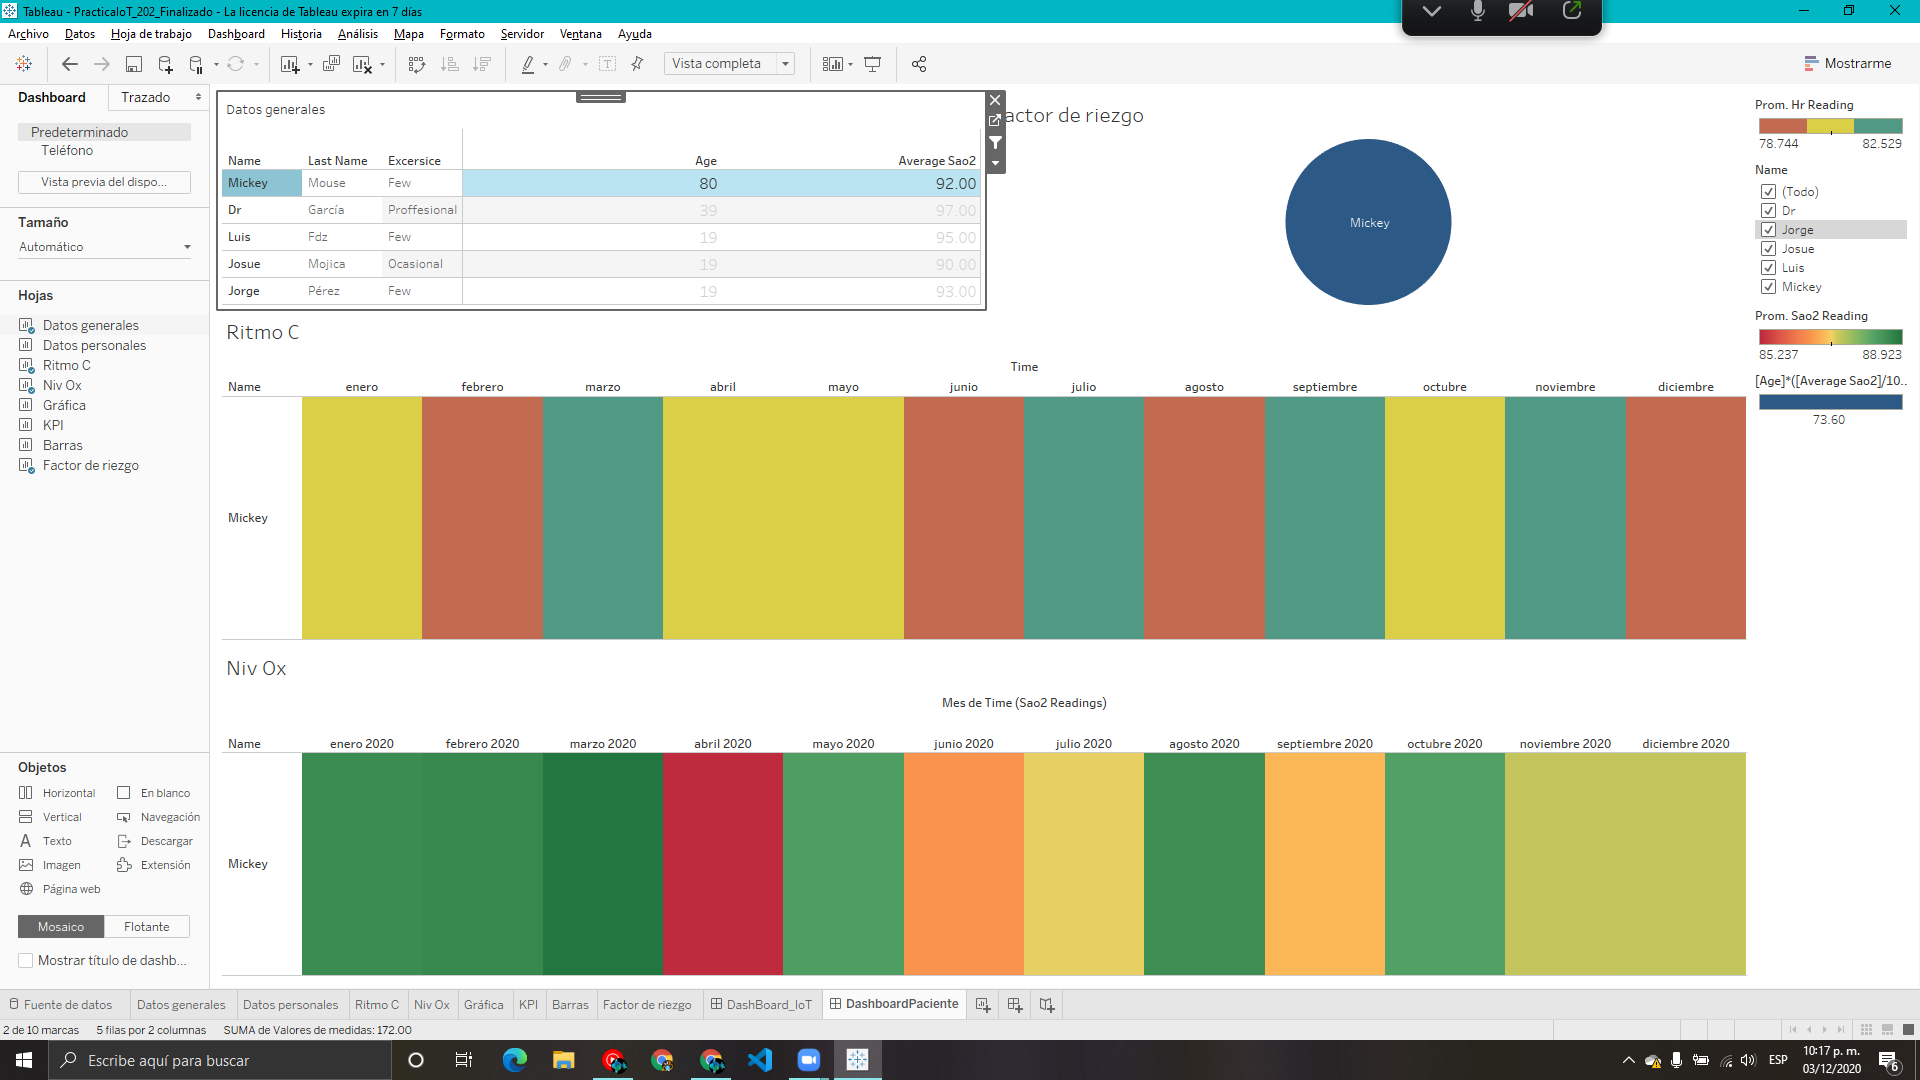 Tableau - PracticaIoT_202_Finalizado - La licencia de Tableau expira en 7 días
Archivo Datos Hoja de trabajo Dashboard Historia Análisis Mapa Formato Servidor Ventana Ayuda
Vista completa
Mostrarme
Dashboard Trazado
Predeterminado
Teléfono
Vista previa del dispo...
Tamaño
Automático
Hojas
Datos generales
Datos personales
Ritmo C
Niv Ox
Gráfica
KPI
Barras
Factor de riezgo
Objetos
Horizontal En blanco
Vertical Navegación
Texto Descargar
Imagen Extensión
Página web
Mosaico Flotante
Mostrar título de dashb...
Datos generales
Name Last Name Excersice Age Average Sao2
Mickey Mouse Few 80 92.00
Dr García Proffesional 39 97.00
Luis Fdz Few 19 95.00
Josue Mojica Ocasional 19 90.00
Jorge Pérez Few 19 93.00
actor de riezgo
Mickey
Ritmo C
Time
Name enero febrero marzo abril mayo junio julio agosto septiembre octubre noviembre diciembre
Mickey
Niv Ox
Mes de Time (Sao2 Readings)
Name enero 2020 febrero 2020 marzo 2020 abril 2020 mayo 2020 junio 2020 julio 2020 agosto 2020 septiembre 2020 octubre 2020 noviembre 2020 diciembre 2020
Mickey
Prom. Hr Reading
78.744 82.529
Name
(Todo)
Dr
Jorge
Josue
Luis
Mickey
Prom. Sao2 Reading
85.237 88.923
[Age]*([Average Sao2]/10..
73.60
Fuente de datos Datos generales Datos personales Ritmo C Niv Ox Gráfica KPI Barras Factor de riezgo DashBoard_IoT DashboardPaciente
2 de 10 marcas 5 filas por 2 columnas SUMA de Valores de medidas: 172.00
Escribe aquí para buscar
ESP
10:17 p. m.
03/12/2020
6